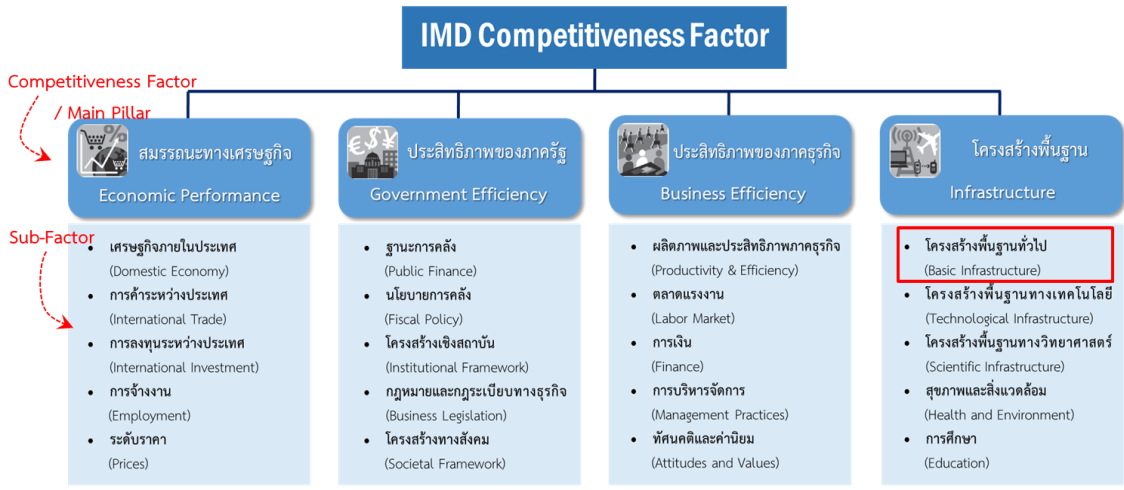 IMD Competitiveness Factor
Competitiveness Factor
/ Main Pillar
สมรรถนะทางเศรษฐกิจ
Economic Performance
ประสิทธิภาพของภาครัฐ
Government Efficiency
ประสิทธิภาพของภาคธุรกิจ
Business Efficiency
โครงสร้างพื้นฐาน
Infrastructure
Sub-Factor
• เศรษฐกิจภายในประเทศ
(Domestic Economy)
• การค้าระหว่างประเทศ
(International Trade)
• การลงทุนระหว่างประเทศ
(International Investment)
• การจ้างงาน
(Employment)
• ระดับราคา
(Prices)
• ฐานะการคลัง
(Public Finance)
• นโยบายการคลัง
(Fiscal Policy)
• โครงสร้างเชิงสถาบัน
(Institutional Framework)
• กฎหมายและกฎระเบียบทางธุรกิจ
(Business Legislation)
• โครงสร้างทางสังคม
(Societal Framework)
• ผลิตภาพและประสิทธิภาพภาคธุรกิจ
(Productivity & Efficiency)
• ตลาดแรงงาน
(Labor Market)
• การเงิน
(Finance)
• การบริหารจัดการ
(Management Practices)
• ทัศนคติและค่านิยม
(Attitudes and Values)
• โครงสร้างพื้นฐานทั่วไป
(Basic Infrastructure)
• โครงสร้างพื้นฐานทางเทคโนโลยี
(Technological Infrastructure)
• โครงสร้างพื้นฐานทางวิทยาศาสตร์
(Scientific Infrastructure)
• สุขภาพและสิ่งแวดล้อม
(Health and Environment)
• การศึกษา
(Education)